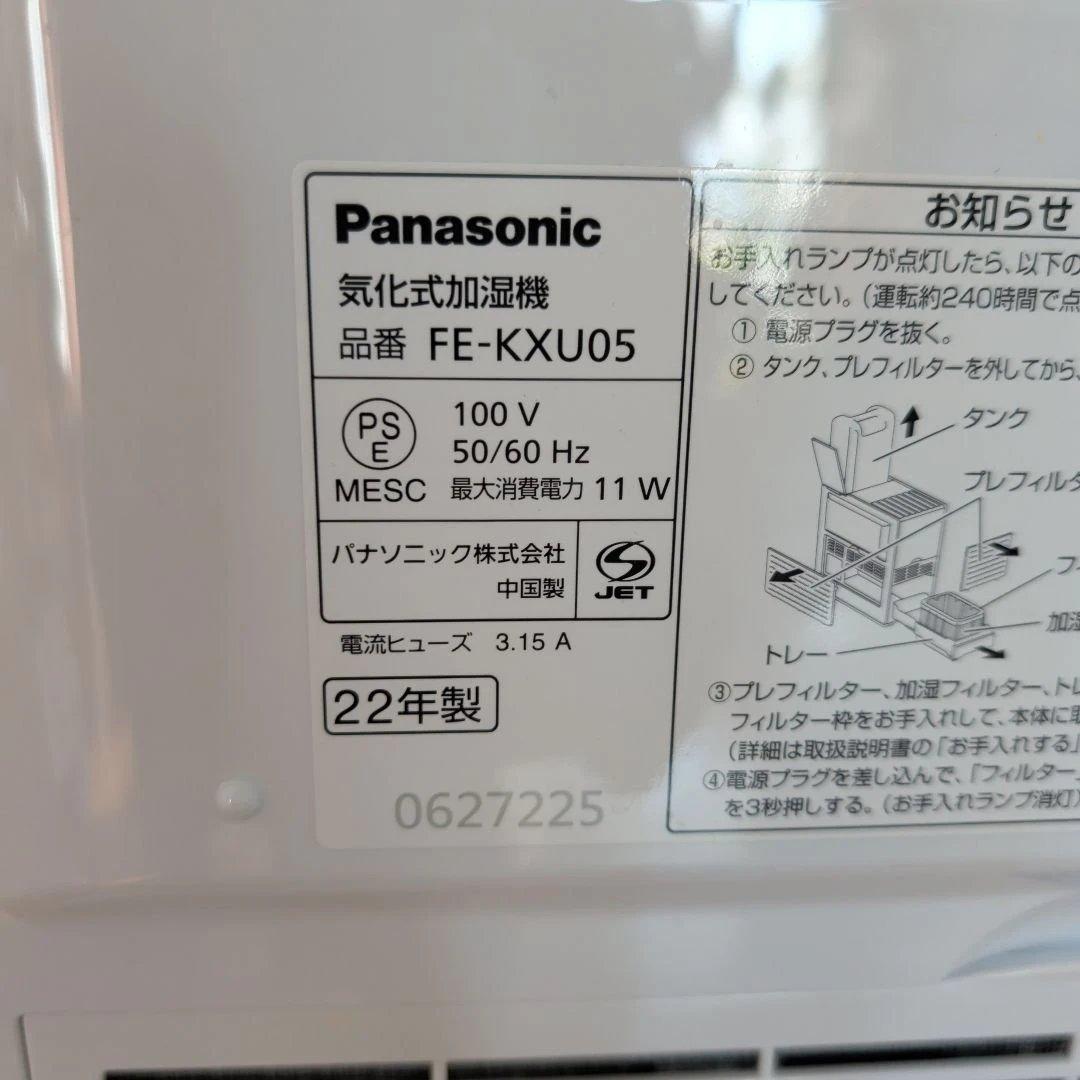 Panasonic
気化式加湿機
品番 FE-KXU05
PS
E
MESC
100 V
50/60 Hz
最大消費電力 11 W
パナソニック株式会社
中国製
JET
電流ヒューズ 3.15 A
22年製
0627225
お知らせ
お手入れランプが点灯したら、以下の
してください。(運転約240時間で点
① 電源プラグを抜く。
② タンク、プレフィルターを外してから、
タンク
プレフィルタ
フィ
加湿
トレー
③プレフィルター、加湿フィルター、トレ
フィルター枠をお手入れして、本体に取
(詳細は取扱説明書の「お手入れする」
④電源プラグを差し込んで、「フィルター」
を3秒押しする。(お手入れランプ消灯)